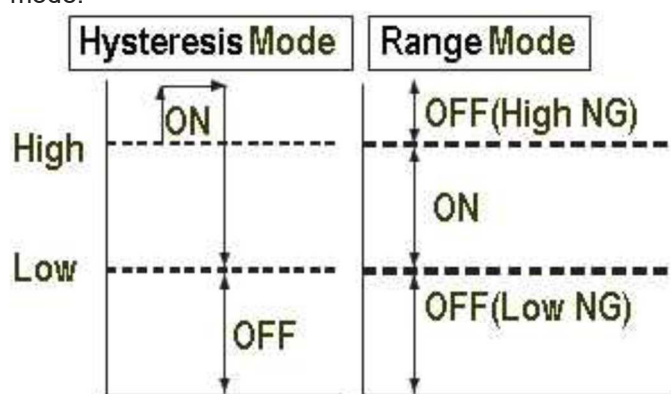 mode.
Hysteresis Mode
Range Mode
ON
OFF(High NG)
High
ON
Low
OFF
OFF(Low NG)